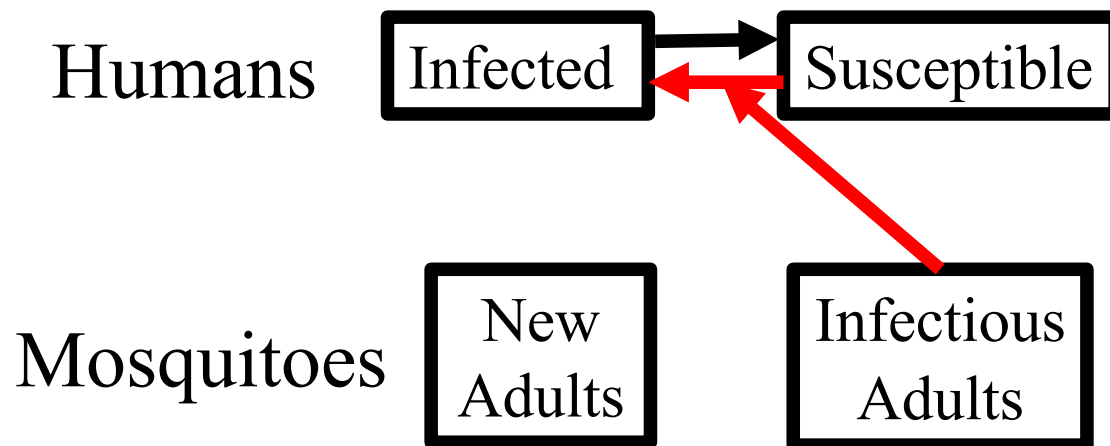 Humans
Infected
Susceptible
Mosquitoes
New
Adults
Infectious
Adults